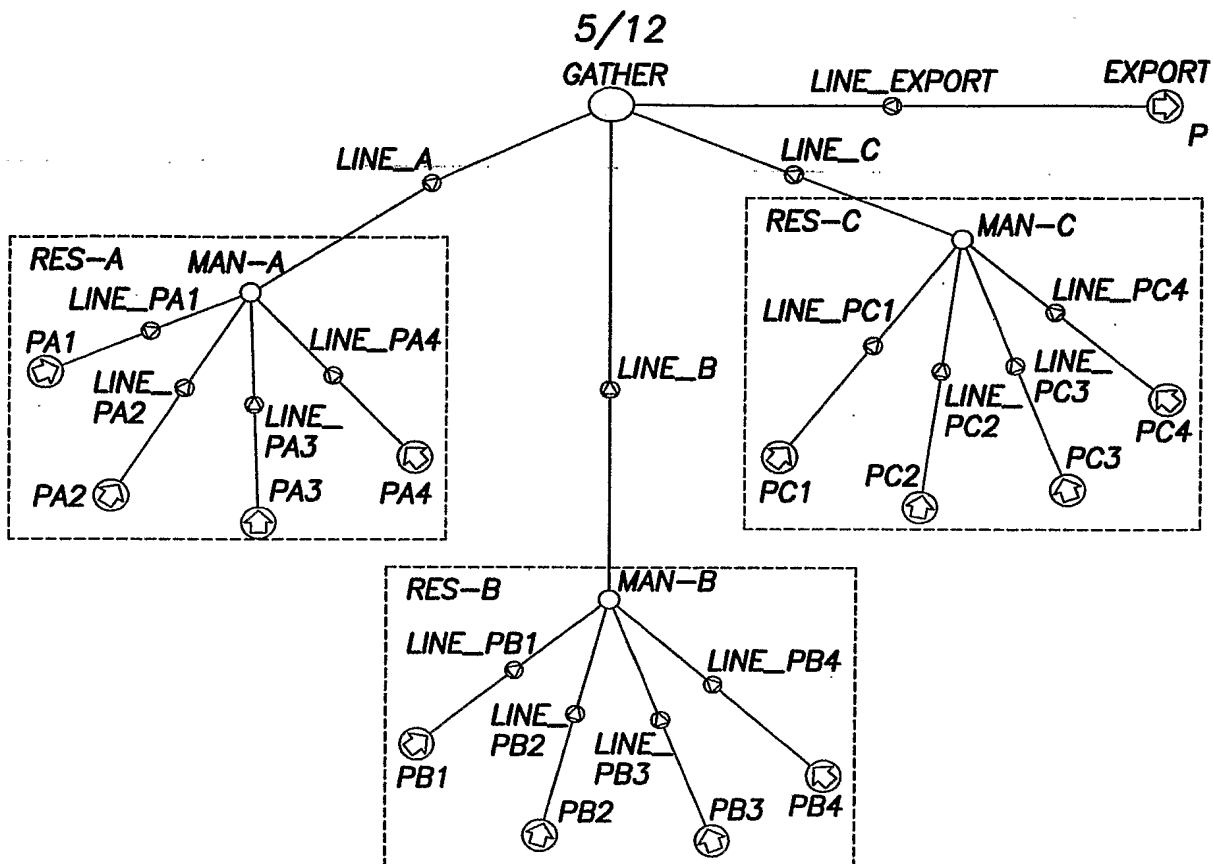 5/12
GATHER
LINE_EXPORT
EXPORT
P
LINE_A
LINE_C
RES-A
MAN-A
LINE_PA1
PA1
LINE_PA4
LINE_
PA2
LINE_
PA3
PA2
PA3
PA4
RES-C
MAN-C
LINE_PC4
LINE_PC1
LINE_
PC2
LINE_
PC3
PC4
PC1
PC2
PC3
LINE_B
RES-B
MAN-B
LINE_PB1
LINE_PB4
LINE_
PB2
LINE_
PB3
PB1
PB2
PB3
PB4